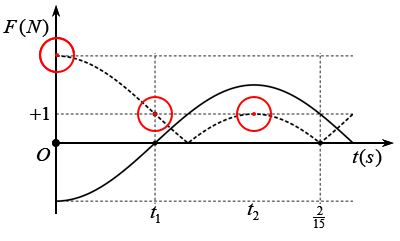 F(N)
+1
O
t(s)
t₁
t₂
2/15